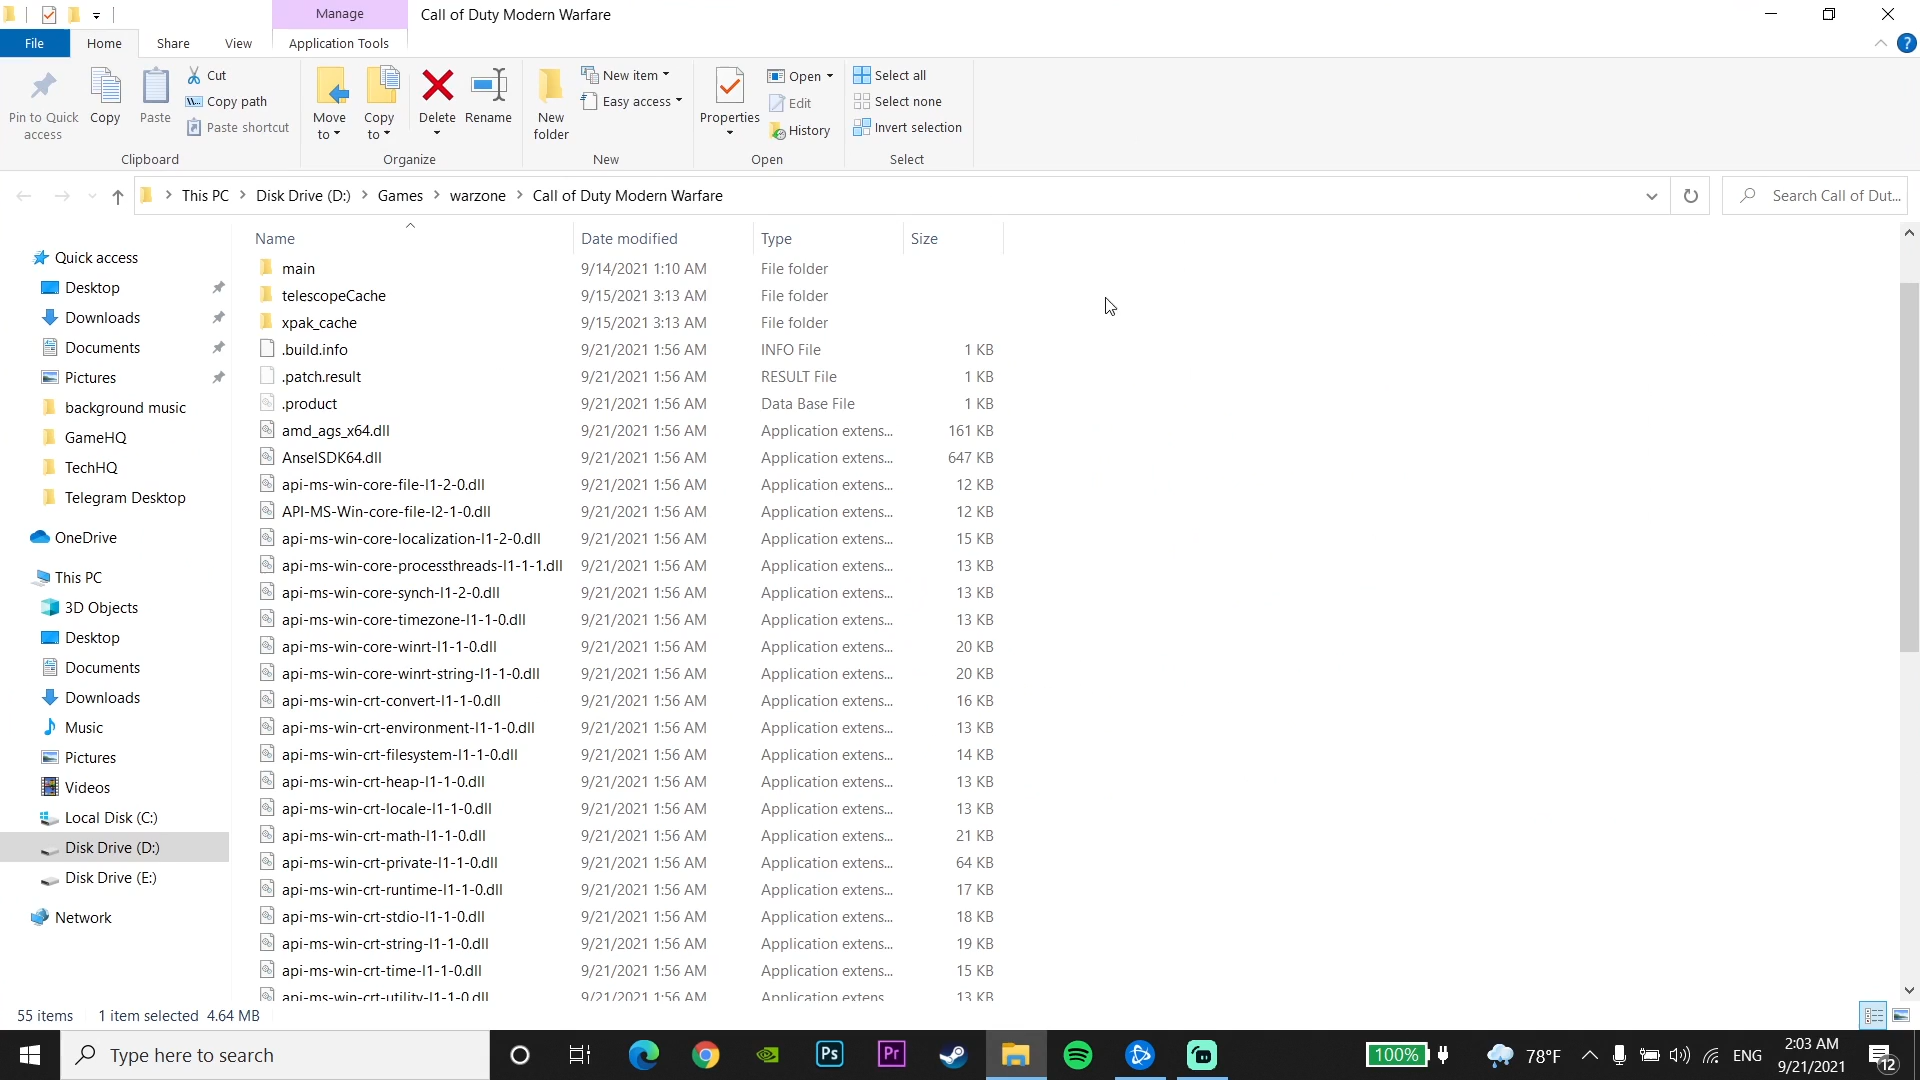 Manage
Call of Duty Modern Warfare
File
Home
Share
View
Application Tools
?
Pin to Quick
access
Copy
Paste
Cut
Copy path
Paste shortcut
Clipboard
Move
to
Copy
to
Delete
Rename
Organize
New
folder
New item
Easy access
New
Properties
Open
Edit
History
Open
Select all
Select none
Invert selection
Select
This PC > Disk Drive (D:) > Games > warzone > Call of Duty Modern Warfare
Search Call of Dut...
Quick access
Desktop
Downloads
Documents
Pictures
background music
GameHQ
TechHQ
Telegram Desktop
OneDrive
This PC
3D Objects
Desktop
Documents
Downloads
Music
Pictures
Videos
Local Disk (C:)
Disk Drive (D:)
Disk Drive (E:)
Network
Name Date modified Type Size
main 9/14/2021 1:10 AM File folder
telescopeCache 9/15/2021 3:13 AM File folder
xpak_cache 9/15/2021 3:13 AM File folder
.build.info 9/21/2021 1:56 AM INFO File 1 KB
.patch.result 9/21/2021 1:56 AM RESULT File 1 KB
.product 9/21/2021 1:56 AM Data Base File 1 KB
amd_ags_x64.dll 9/21/2021 1:56 AM Application extens... 161 KB
AnselSDK64.dll 9/21/2021 1:56 AM Application extens... 647 KB
api-ms-win-core-file-l1-2-0.dll 9/21/2021 1:56 AM Application extens... 12 KB
API-MS-Win-core-file-l2-1-0.dll 9/21/2021 1:56 AM Application extens... 12 KB
api-ms-win-core-localization-l1-2-0.dll 9/21/2021 1:56 AM Application extens... 15 KB
api-ms-win-core-processthreads-l1-1-1.dll 9/21/2021 1:56 AM Application extens... 13 KB
api-ms-win-core-synch-l1-2-0.dll 9/21/2021 1:56 AM Application extens... 13 KB
api-ms-win-core-timezone-l1-1-0.dll 9/21/2021 1:56 AM Application extens... 13 KB
api-ms-win-core-winrt-l1-1-0.dll 9/21/2021 1:56 AM Application extens... 20 KB
api-ms-win-core-winrt-string-l1-1-0.dll 9/21/2021 1:56 AM Application extens... 20 KB
api-ms-win-crt-convert-l1-1-0.dll 9/21/2021 1:56 AM Application extens... 16 KB
api-ms-win-crt-environment-l1-1-0.dll 9/21/2021 1:56 AM Application extens... 13 KB
api-ms-win-crt-filesystem-l1-1-0.dll 9/21/2021 1:56 AM Application extens... 14 KB
api-ms-win-crt-heap-l1-1-0.dll 9/21/2021 1:56 AM Application extens... 13 KB
api-ms-win-crt-locale-l1-1-0.dll 9/21/2021 1:56 AM Application extens... 13 KB
api-ms-win-crt-math-l1-1-0.dll 9/21/2021 1:56 AM Application extens... 21 KB
api-ms-win-crt-private-l1-1-0.dll 9/21/2021 1:56 AM Application extens... 64 KB
api-ms-win-crt-runtime-l1-1-0.dll 9/21/2021 1:56 AM Application extens... 17 KB
api-ms-win-crt-stdio-l1-1-0.dll 9/21/2021 1:56 AM Application extens... 18 KB
api-ms-win-crt-string-l1-1-0.dll 9/21/2021 1:56 AM Application extens... 19 KB
api-ms-win-crt-time-l1-1-0.dll 9/21/2021 1:56 AM Application extens... 15 KB
api-ms-win-crt-utility-l1-1-0.dll 9/21/2021 1:56 AM Application extens... 13 KB
55 items 1 item selected 4.64 MB
Type here to search
Ps
Pr
100%
78°F
ENG
2:03 AM
9/21/2021
12